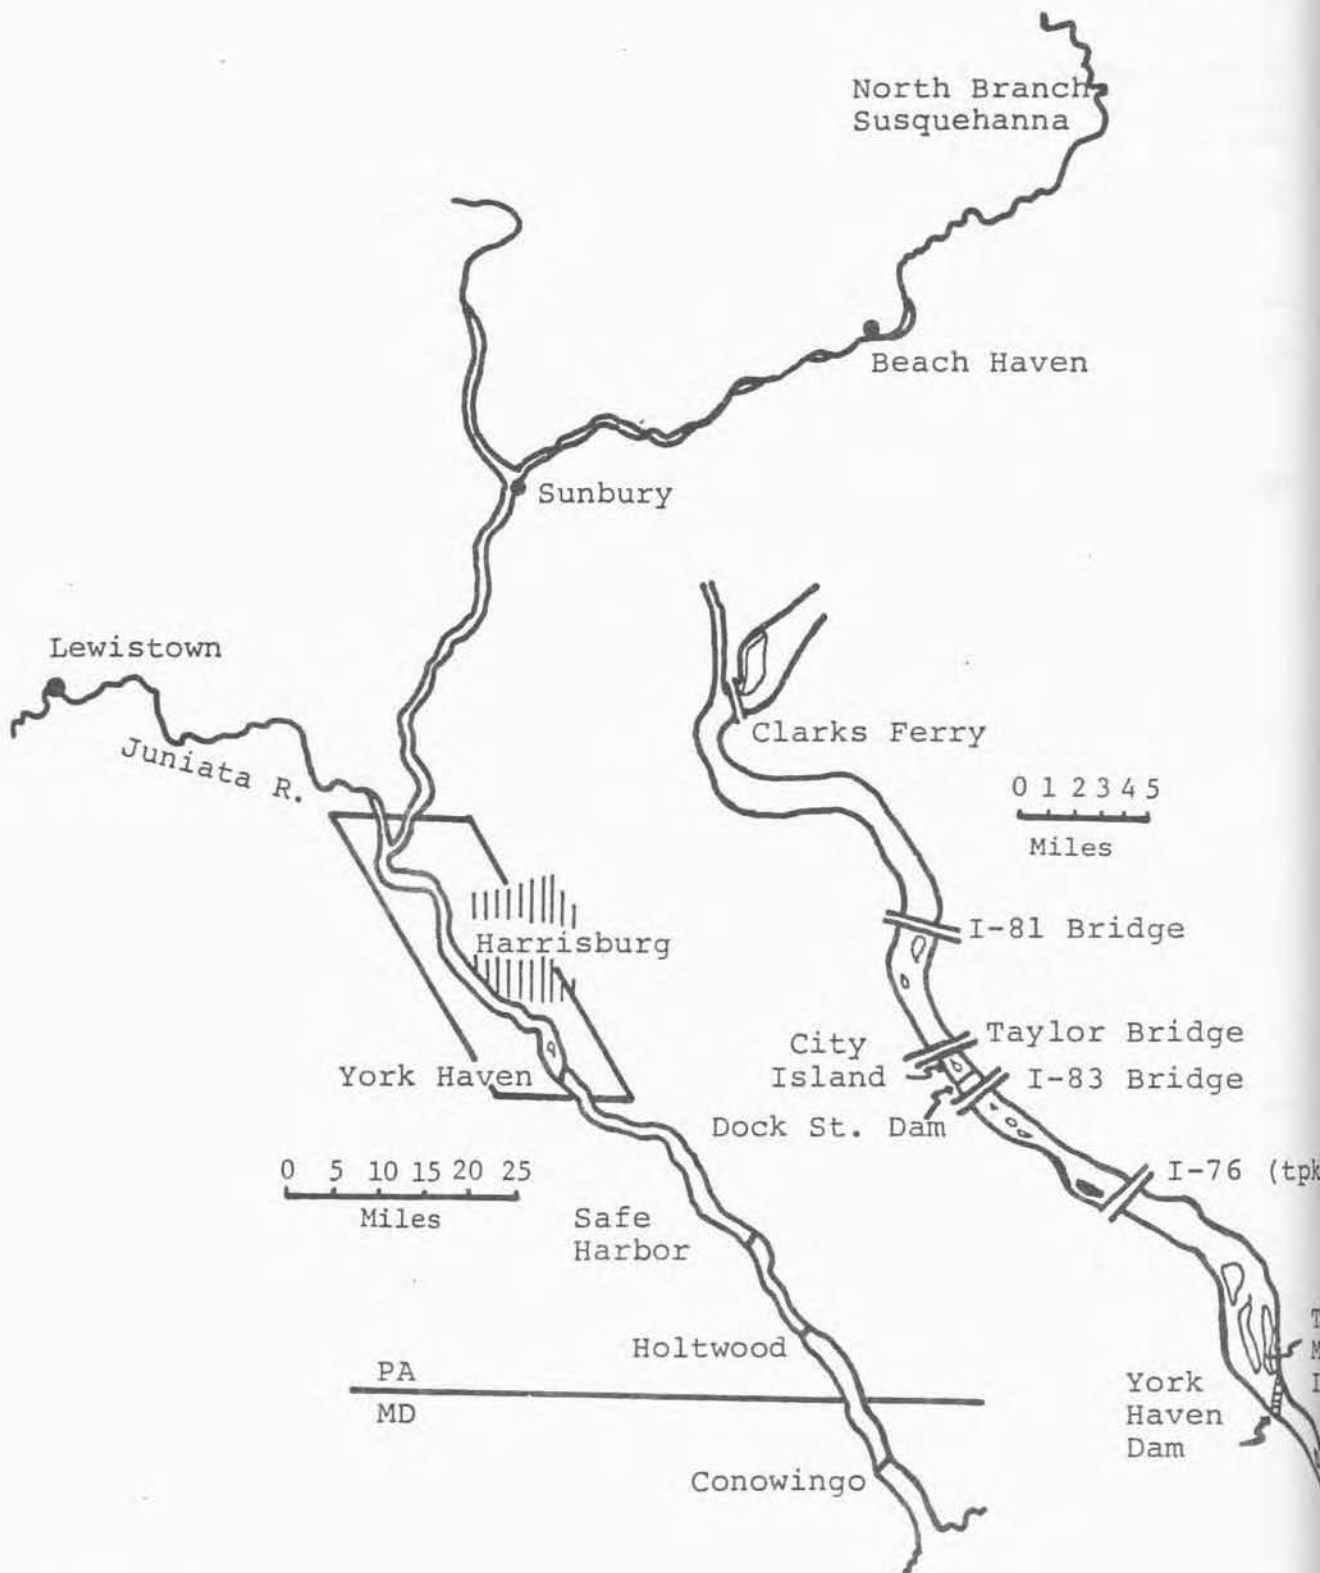 North Branch
Susquehanna
Beach Haven
Sunbury
Lewistown
Juniata R.
Clarks Ferry
0 1 2 3 4 5
Miles
I-81 Bridge
Harrisburg
Taylor Bridge
City
Island
I-83 Bridge
York Haven
Dock St. Dam
I-76 (tpk
0 5 10 15 20 25
Miles
Safe
Harbor
Holtwood
T
M
I
York
Haven
Dam
PA
MD
Conowingo